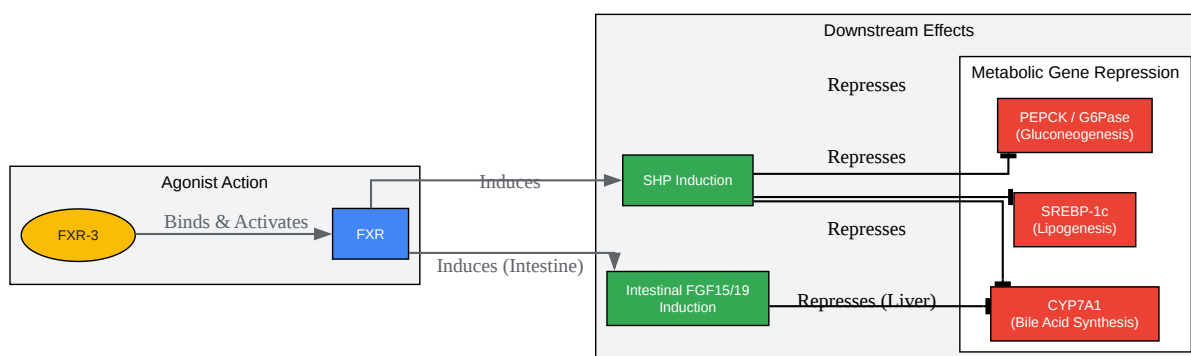 Downstream Effects
Represses
Metabolic Gene Repression
PEPCK / G6Pase
(Gluconeogenesis)
Represses
Agonist Action
Induces
SHP Induction
FXR-3
Binds & Activates
FXR
SREBP-1c
(Lipogenesis)
Represses
Induces (Intestine)
Intestinal FGF15/19
Induction
Represses (Liver)
CYP7A1
(Bile Acid Synthesis)